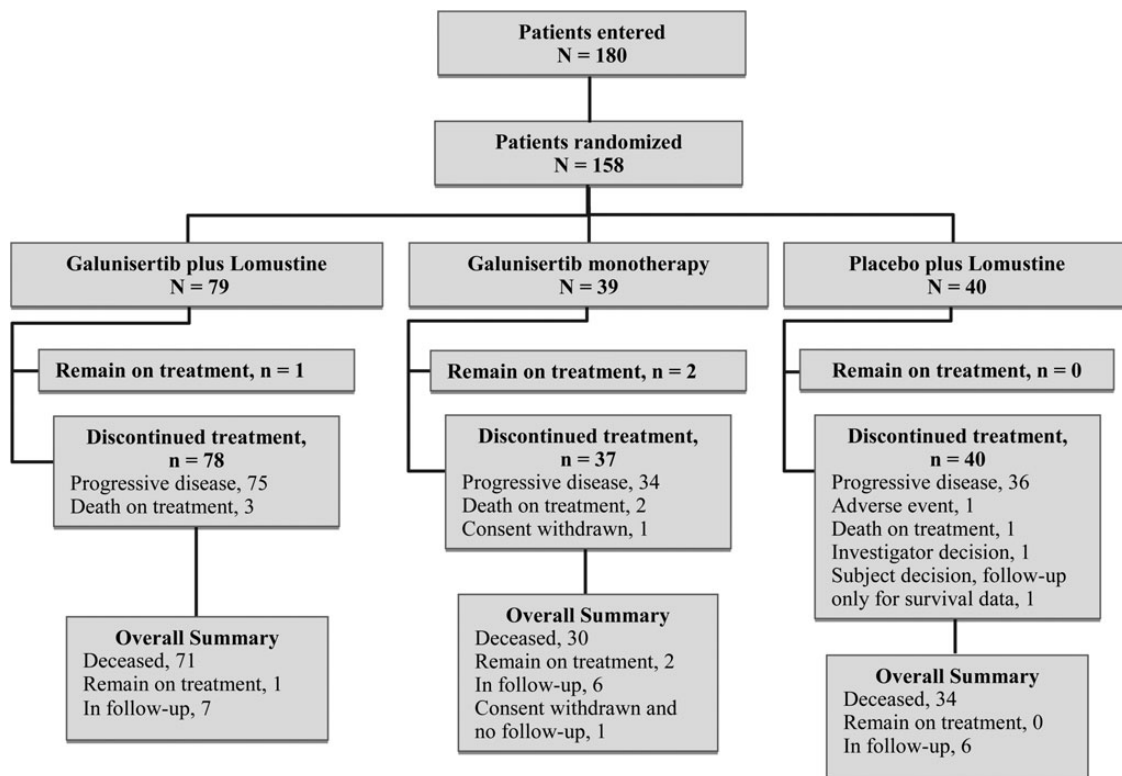 Patients entered
N = 180
Patients randomized
N = 158
Galunisertib plus Lomustine
N = 79
Remain on treatment, n = 1
Discontinued treatment,
n = 78
Progressive disease, 75
Death on treatment, 3
Overall Summary
Deceased, 71
Remain on treatment, 1
In follow-up, 7
Galunisertib monotherapy
N = 39
Remain on treatment, n = 2
Discontinued treatment,
n = 37
Progressive disease, 34
Death on treatment, 2
Consent withdrawn, 1
Overall Summary
Deceased, 30
Remain on treatment, 2
In follow-up, 6
Consent withdrawn and
no follow-up, 1
Placebo plus Lomustine
N = 40
Remain on treatment, n = 0
Discontinued treatment,
n = 40
Progressive disease, 36
Adverse event, 1
Death on treatment, 1
Investigator decision, 1
Subject decision, follow-up
only for survival data, 1
Overall Summary
Deceased, 34
Remain on treatment, 0
In follow-up, 6